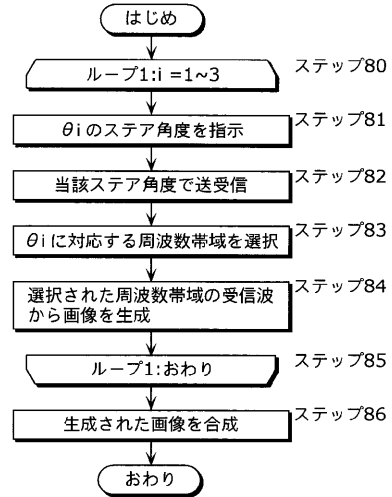 はじめ
ループ1:i =1~3
ステップ80
θiのステア角度を指示
ステップ81
当該ステア角度で送受信
ステップ82
θiに対応する周波数帯域を選択
ステップ83
選択された周波数帯域の受信波
から画像を生成
ステップ84
ループ1:おわり
ステップ85
生成された画像を合成
ステップ86
おわり